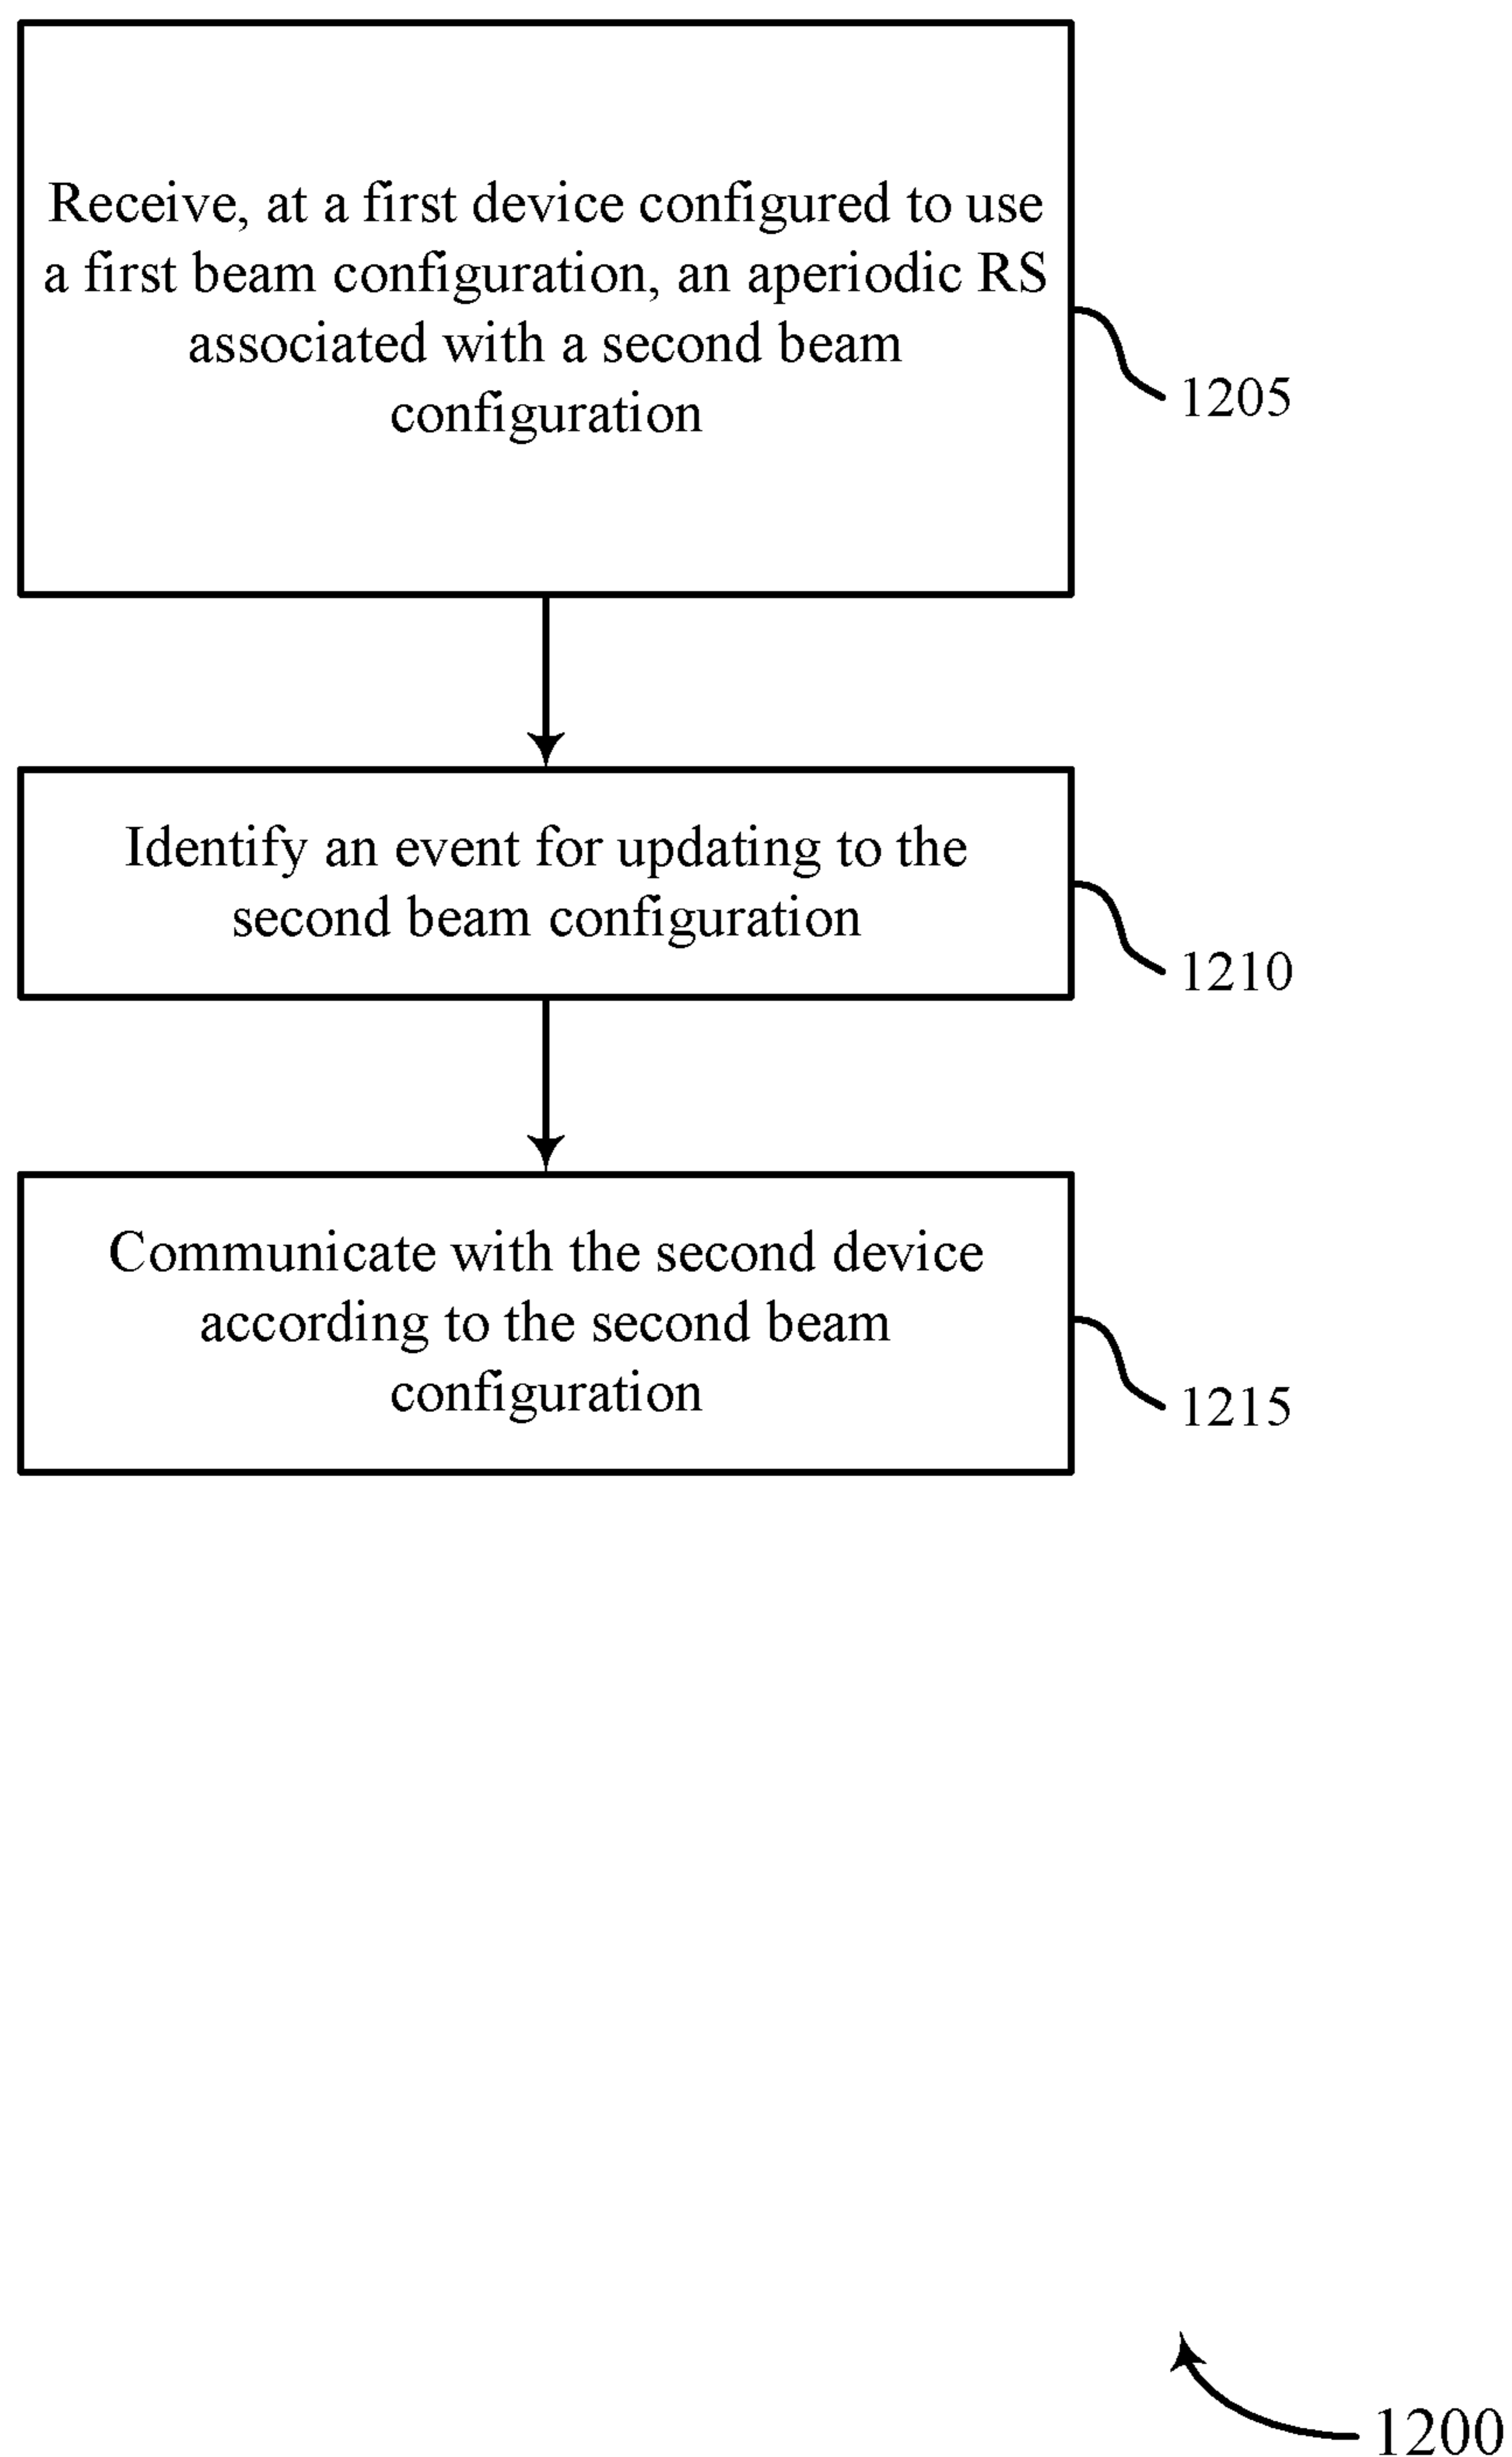 Receive, at a first device configured to use
a first beam configuration, an aperiodic RS
associated with a second beam
configuration
1205
Identify an event for updating to the
second beam configuration
1210
Communicate with the second device
according to the second beam
configuration
1215
1200